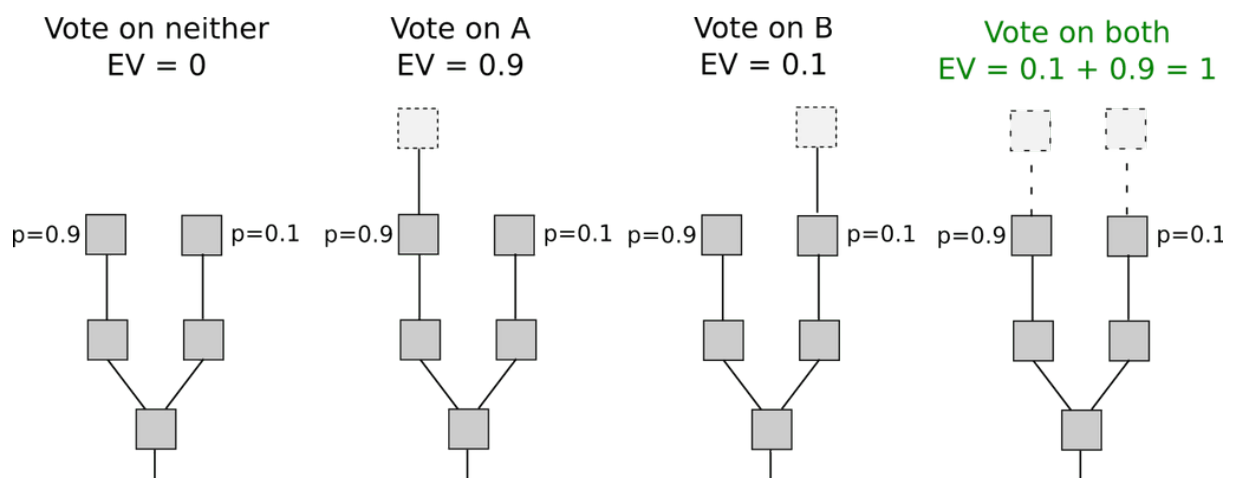 Vote on neither
EV = 0
p=0.9
p=0.1
Vote on A
EV = 0.9
p=0.9
p=0.1
Vote on B
EV = 0.1
p=0.9
p=0.1
Vote on both
EV = 0.1 + 0.9 = 1
p=0.9
p=0.1